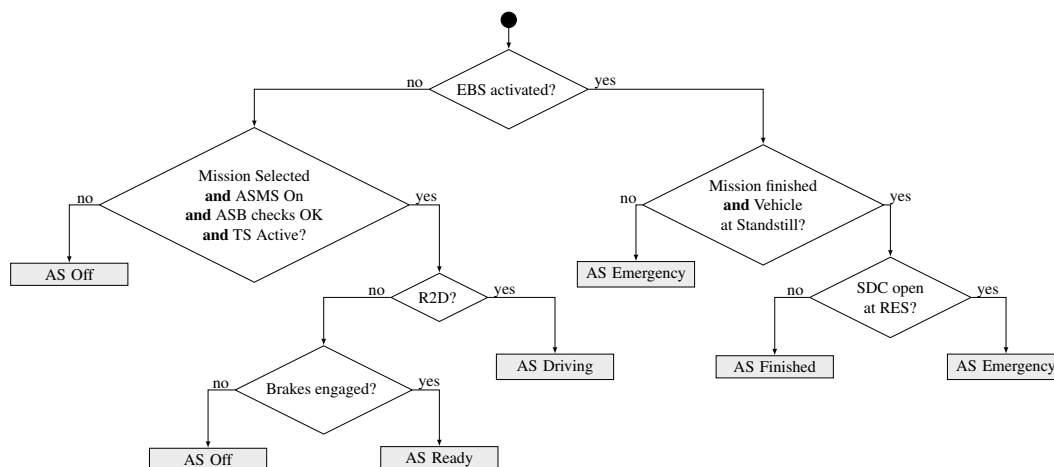 EBS activated?
no
yes
Mission Selected
and ASMS On
and ASB checks OK
and TS Active?
no
yes
Mission finished
and Vehicle
at Standstill?
no
yes
AS Off
AS Emergency
R2D?
no
yes
SDC open
at RES?
no
yes
AS Driving
AS Finished
AS Emergency
Brakes engaged?
no
yes
AS Off
AS Ready